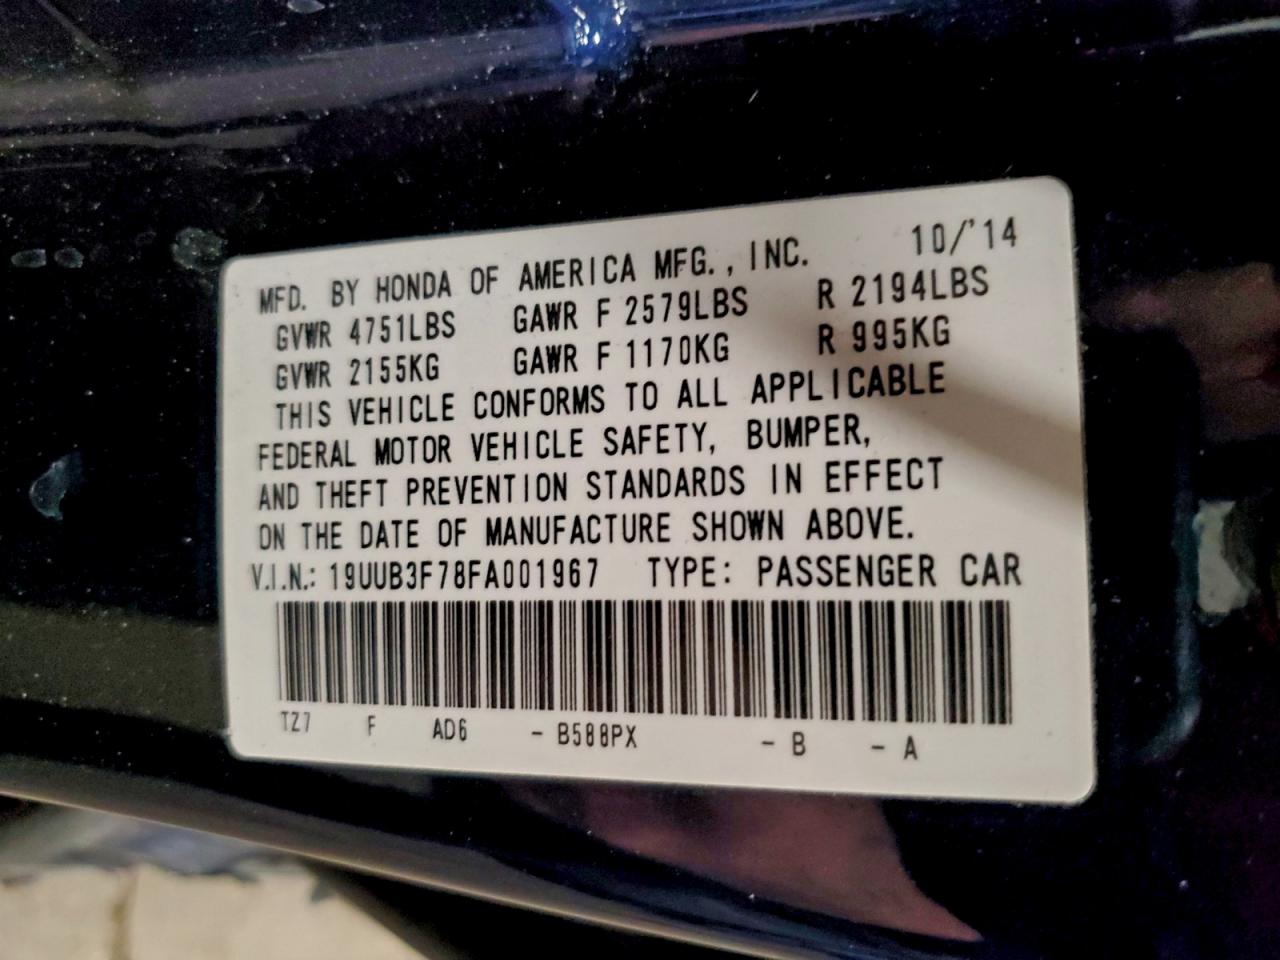 MFD. BY HONDA OF AMERICA MFG., INC. 10/'14
GVWR 4751LBS GAWR F 2579LBS R 2194LBS
GVWR 2155KG GAWR F 1170KG R 995KG
THIS VEHICLE CONFORMS TO ALL APPLICABLE
FEDERAL MOTOR VEHICLE SAFETY, BUMPER,
AND THEFT PREVENTION STANDARDS IN EFFECT
ON THE DATE OF MANUFACTURE SHOWN ABOVE.
V.I.N.: 19UUB3F78FA001967 TYPE: PASSENGER CAR
TZ7 F AD6 - B588PX - B - A